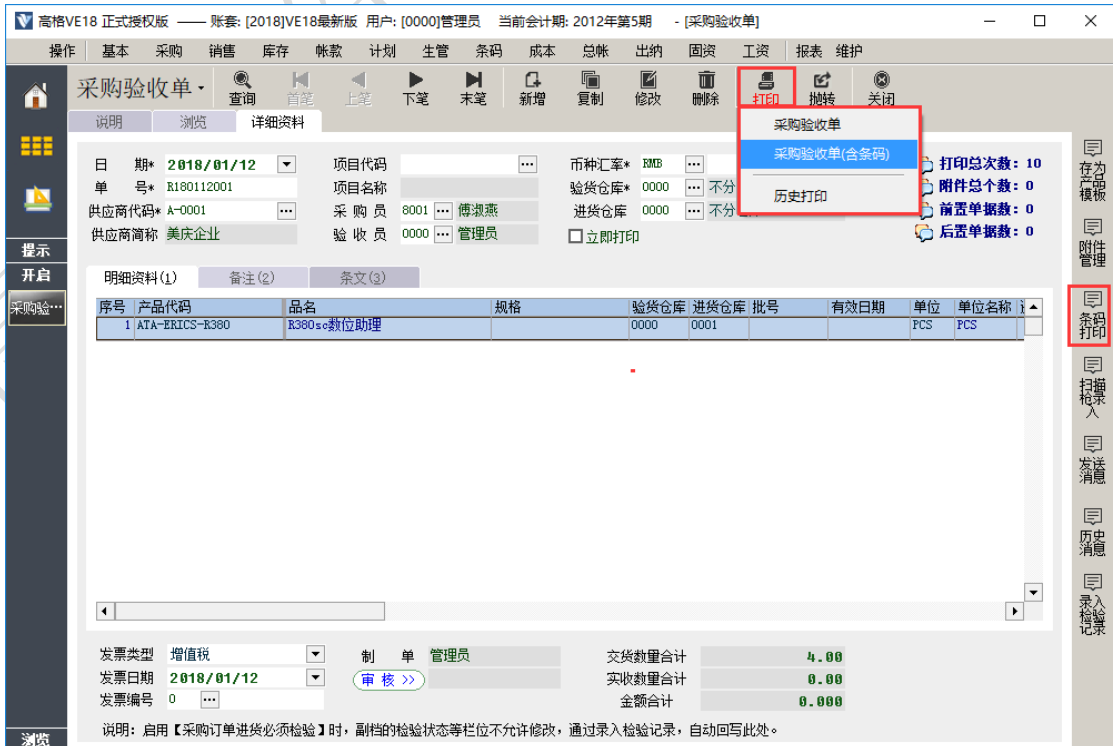 高格VE18 正式授权版 —— 账套: [2018]VE18最新版 用户: [0000]管理员 当前会计期: 2012年第5期 - [采购验收单]
操作 基本 采购 销售 库存 帐款 计划 生管 条码 成本 总帐 出纳 固资 工资 报表 维护
采购验收单 查询 首笔 上笔 下笔 末笔 新增 复制 修改 删除 打印 抛转 关闭
说明 浏览 详细资料
采购验收单
采购验收单(含条码)
历史打印
日 期* 2018/01/12 项目代码 币种汇率* RMB 打印总次数: 10
单 号* R180112001 项目名称 验货仓库* 0000 不分 附件总个数: 0
供应商代码* A-0001 采 购 员 8001 傅淑燕 进货仓库 0000 不分 前置单据数: 0
供应商简称 美庆企业 验 收 员 0000 管理员 立即打印 后置单据数: 0
提示
开启
采购验…
浏览
明细资料(1) 备注(2) 条文(3)
序号 产品代码 品名 规格 验货仓库 进货仓库 批号 有效日期 单位 单位名称
1 ATA-ERICS-R380 R380sc数位助理 0000 0001 PCS PCS
存为产品模板
附件管理
条码打印
扫描枪录入
发送消息
历史消息
录入检验记录
发票类型 增值税 制 单 管理员 交货数量合计 4.00
发票日期 2018/01/12 审 核 >> 实收数量合计 0.00
发票编号 0 金额合计 0.000
说明: 启用【采购订单进货必须检验】时，副档的检验状态等栏位不允许修改，通过录入检验记录，自动回写此处。